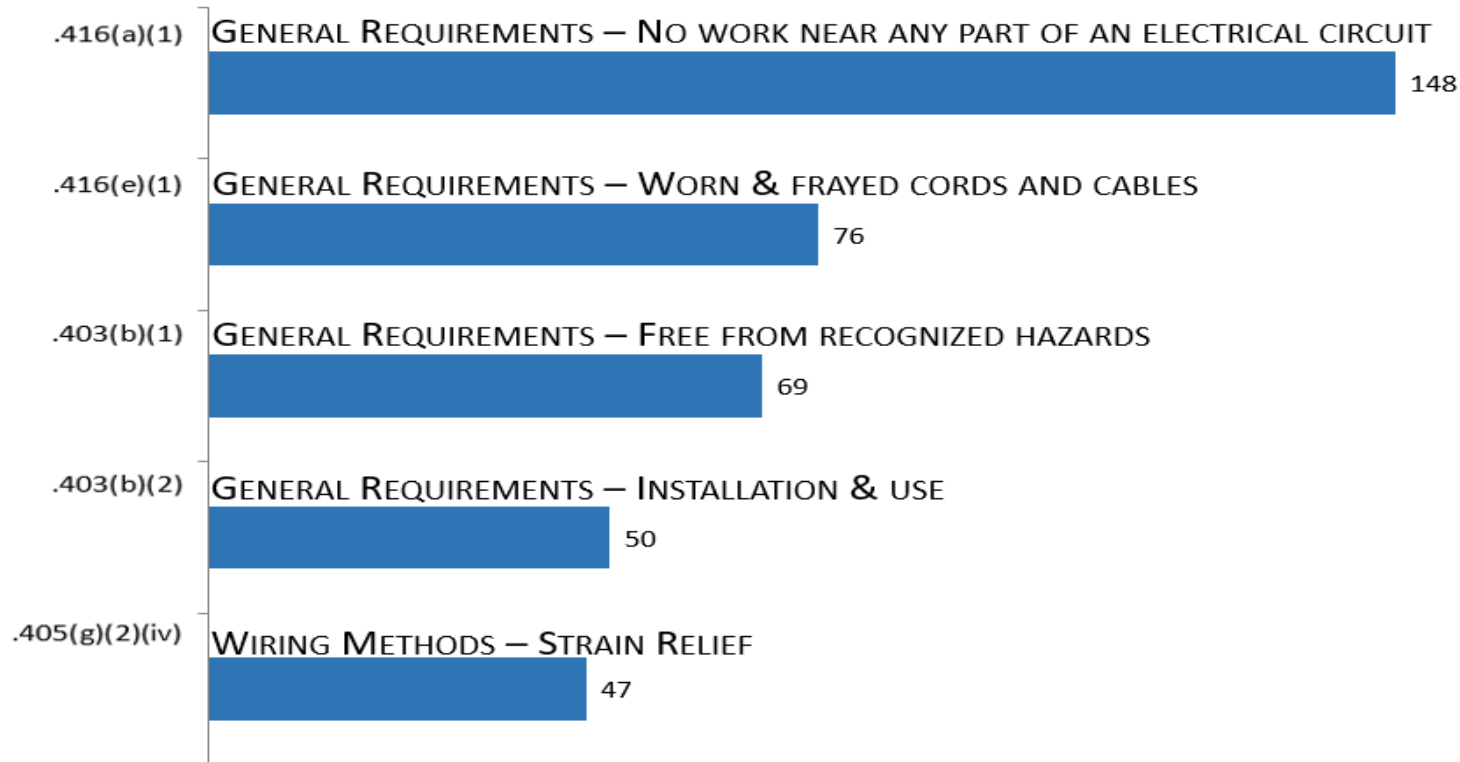 .416(a)(1) General Requirements – No work near any part of an electrical circuit
148
.416(e)(1) General Requirements – Worn & frayed cords and cables
76
.403(b)(1) General Requirements – Free from recognized hazards
69
.403(b)(2) General Requirements – Installation & use
50
.405(g)(2)(iv) Wiring Methods – Strain Relief
47